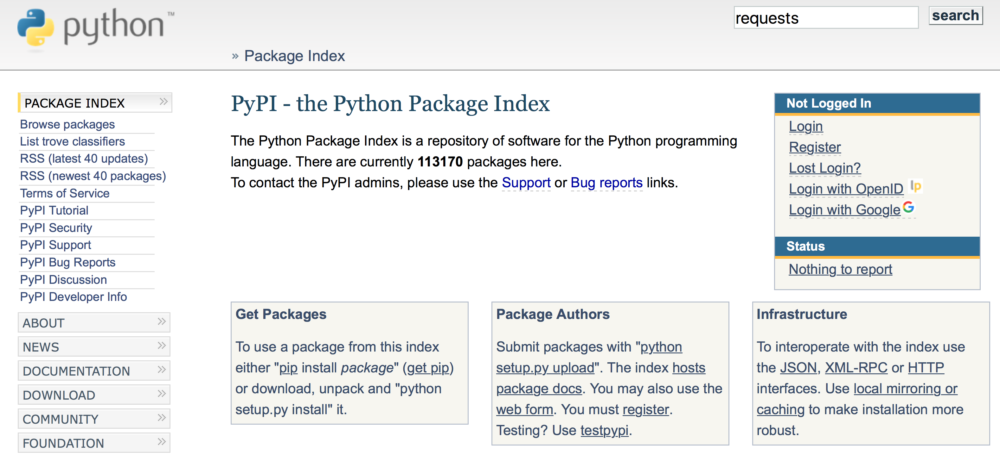 python™
requests
search
» Package Index
PACKAGE INDEX »
Browse packages
List trove classifiers
RSS (latest 40 updates)
RSS (newest 40 packages)
Terms of Service
PyPI Tutorial
PyPI Security
PyPI Support
PyPI Bug Reports
PyPI Discussion
PyPI Developer Info
ABOUT »
NEWS »
DOCUMENTATION »
DOWNLOAD »
COMMUNITY »
FOUNDATION »
PyPI - the Python Package Index
The Python Package Index is a repository of software for the Python programming
language. There are currently 113170 packages here.
To contact the PyPI admins, please use the Support or Bug reports links.
Not Logged In
Login
Register
Lost Login?
Login with OpenID lp
Login with Google G
Status
Nothing to report
Get Packages
To use a package from this index
either "pip install package" (get pip)
or download, unpack and "python
setup.py install" it.
Package Authors
Submit packages with "python
setup.py upload". The index hosts
package docs. You may also use the
web form. You must register.
Testing? Use testpypi.
Infrastructure
To interoperate with the index use
the JSON, XML-RPC or HTTP
interfaces. Use local mirroring or
caching to make installation more
robust.